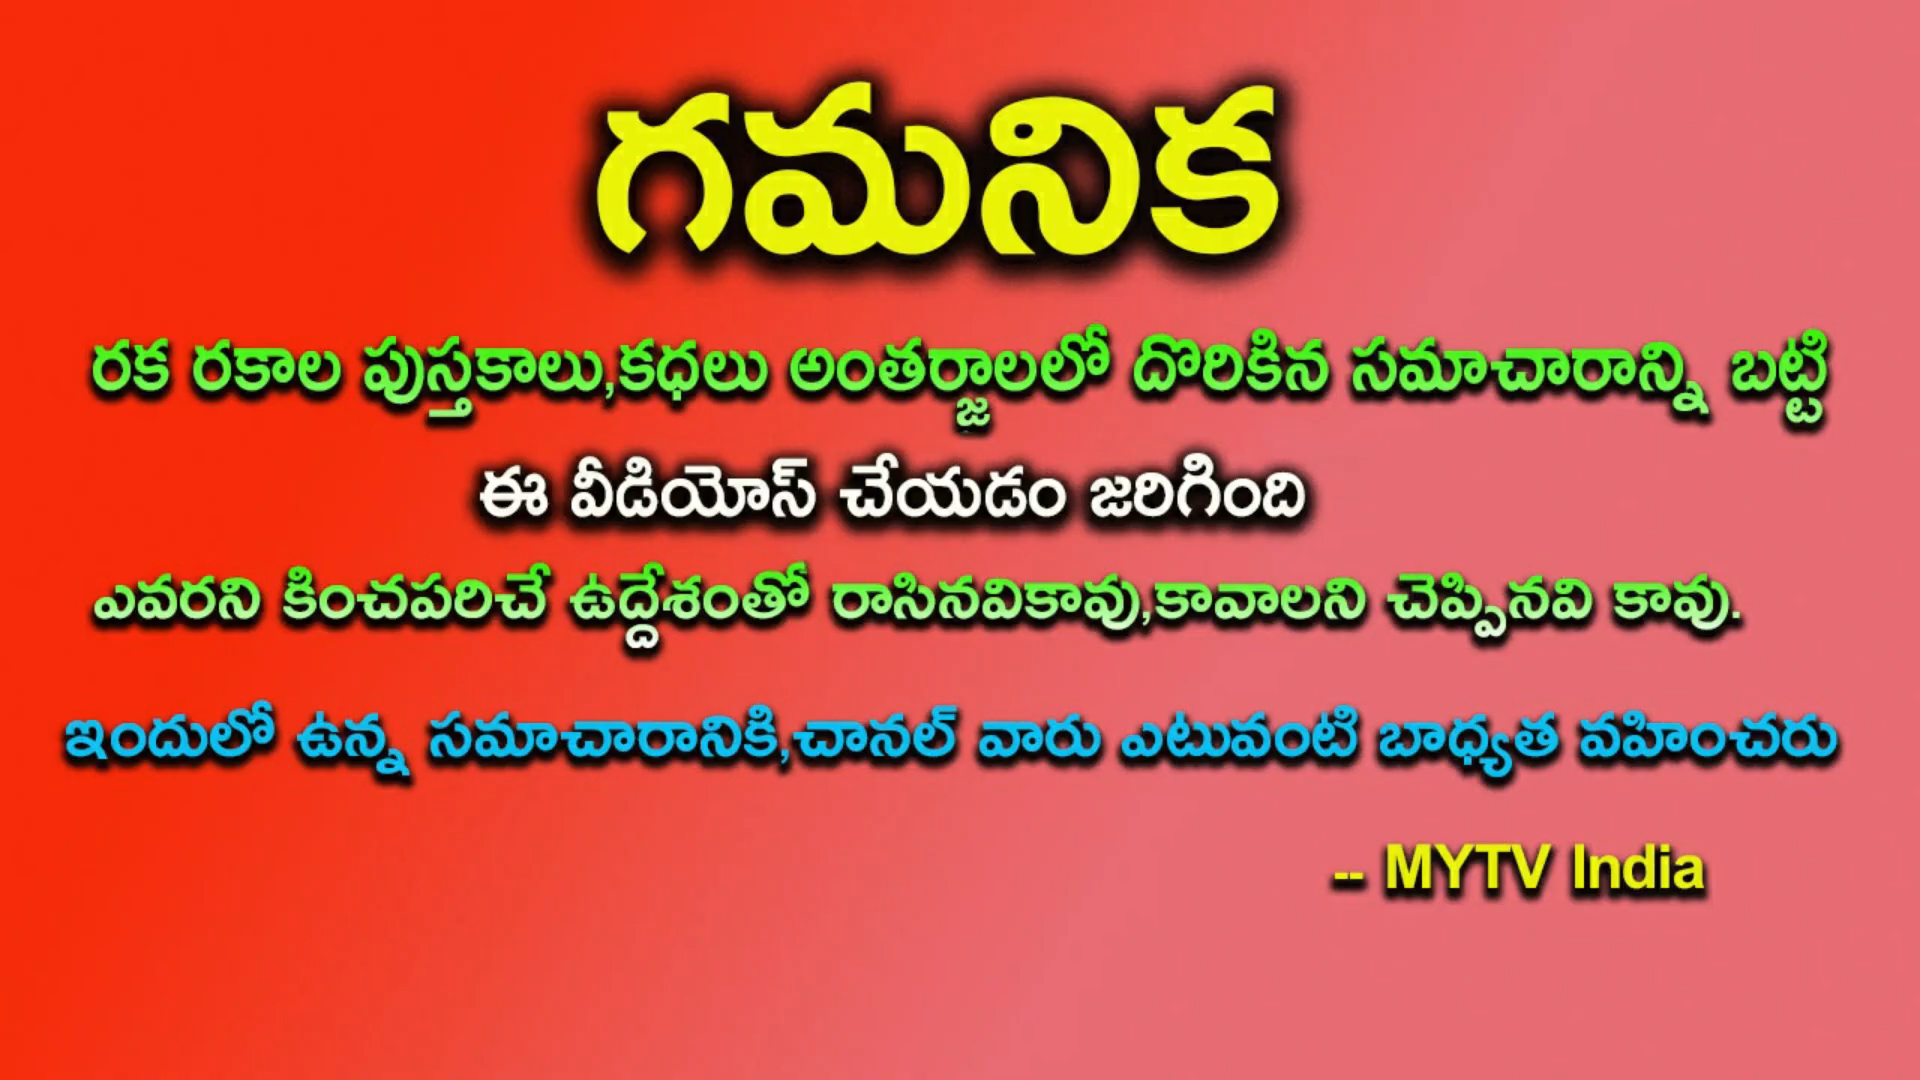 గమనిక
రక రకాల పుస్తకాలు,కధలు అంతర్జాలలో దొరికిన సమాచారాన్ని బట్టి
ఈ వీడియోస్ చేయడం జరిగింది
ఎవరని కించపరిచే ఉద్దేశంతో రాసినవికావు,కావాలని చెప్పినవి కావు.
ఇందులో ఉన్న సమాచారానికి,చానల్ వారు ఎటువంటి బాధ్యత వహించరు
-- MYTV India